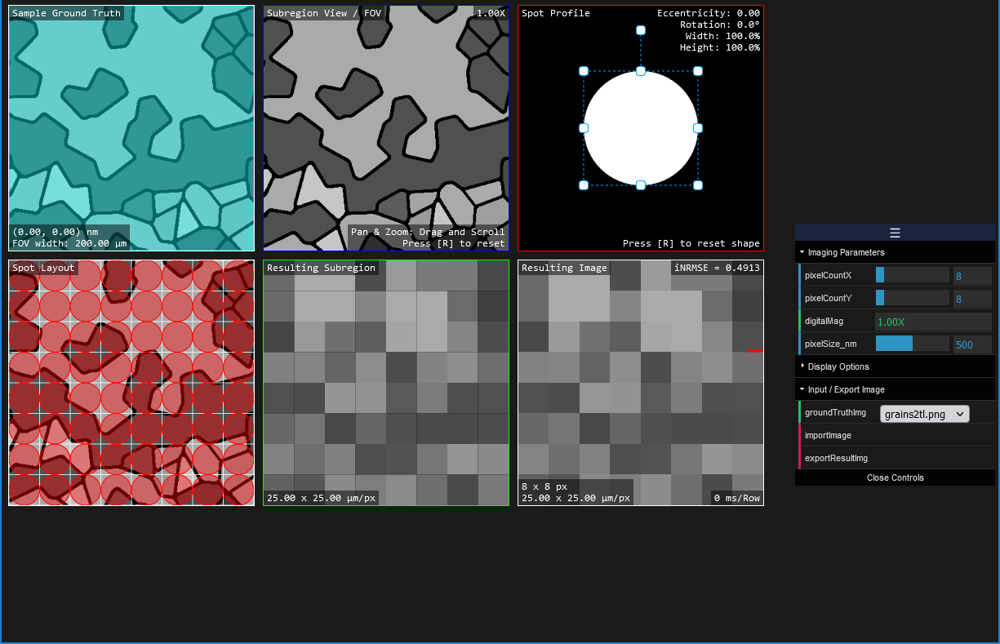 Sample Ground Truth
(0.00, 0.00) nm
FOV width: 200.00 µm
Subregion View / FOV
1.00X
Pan & Zoom: Drag and Scroll
Press [R] to reset
Spot Profile
Eccentricity: 0.00
Rotation: 0.0°
Width: 100.0%
Height: 100.0%
Press [R] to reset shape
Spot Layout
Resulting Subregion
25.00 x 25.00 µm/px
Resulting Image
iNRMSE = 0.4913
8 x 8 px
25.00 x 25.00 µm/px
0 ms/Row
Imaging Parameters
pixelCountX
8
pixelCountY
8
digitalMag
1.00X
pixelSize_nm
500
Display Options
Input / Export Image
groundTruthImg
grains2tl.png
importImage
exportResultImg
Close Controls